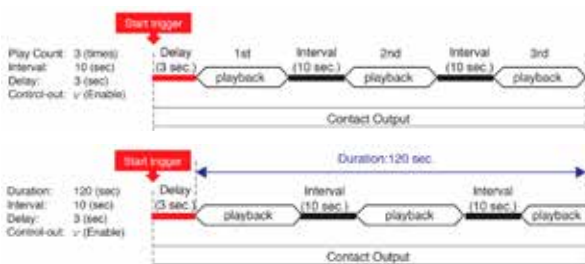 Start trigger
Play Count: 3 (times)
Interval: 10 (sec)
Delay: 3 (sec)
Control-out: ✓ (Enable)
Delay
(3 sec.)
1st
playback
Interval
(10 sec.)
2nd
playback
Interval
(10 sec.)
3rd
playback
Contact Output
Start trigger
Duration:120 sec.
Duration: 120 (sec)
Interval: 10 (sec)
Delay: 3 (sec)
Control-out: ✓ (Enable)
Delay
(3 sec.)
playback
Interval
(10 sec.)
playback
Interval
(10 sec.)
playback
Contact Output